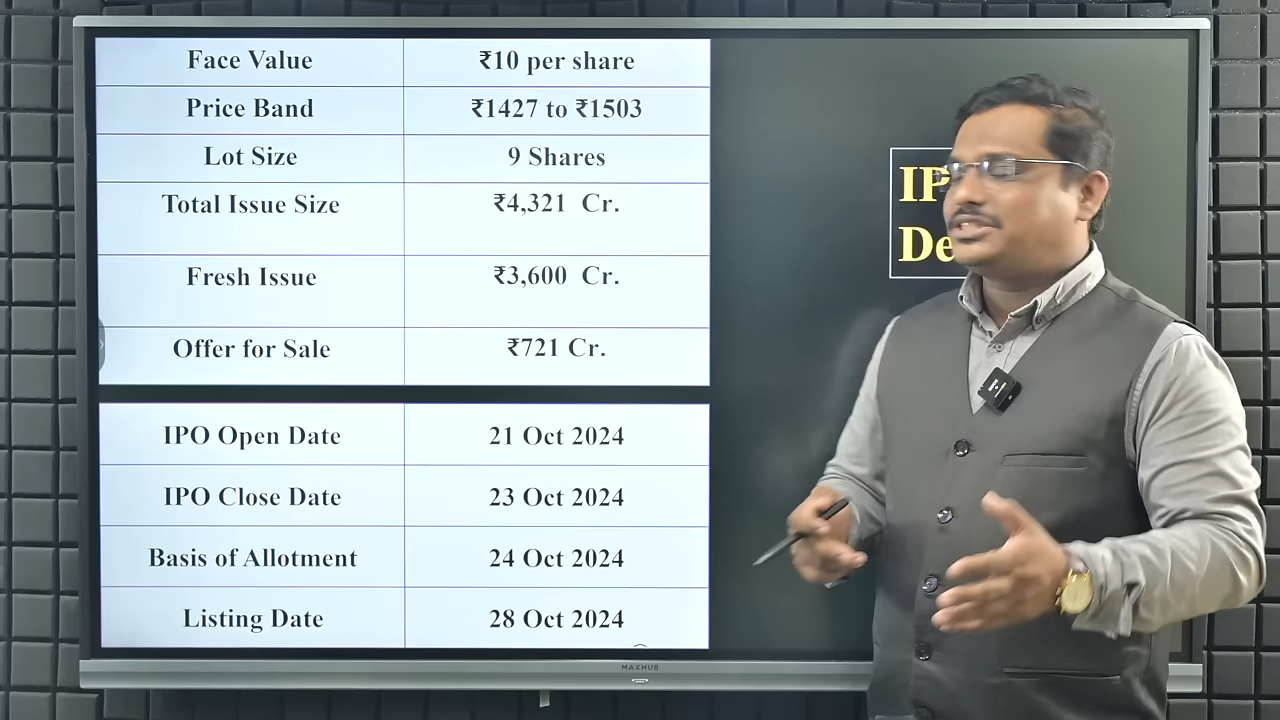 Face Value ₹10 per share
Price Band ₹1427 to ₹1503
Lot Size 9 Shares
Total Issue Size ₹4,321 Cr.
Fresh Issue ₹3,600 Cr.
Offer for Sale ₹721 Cr.
IPO Open Date 21 Oct 2024
IPO Close Date 23 Oct 2024
Basis of Allotment 24 Oct 2024
Listing Date 28 Oct 2024
MAXHUB